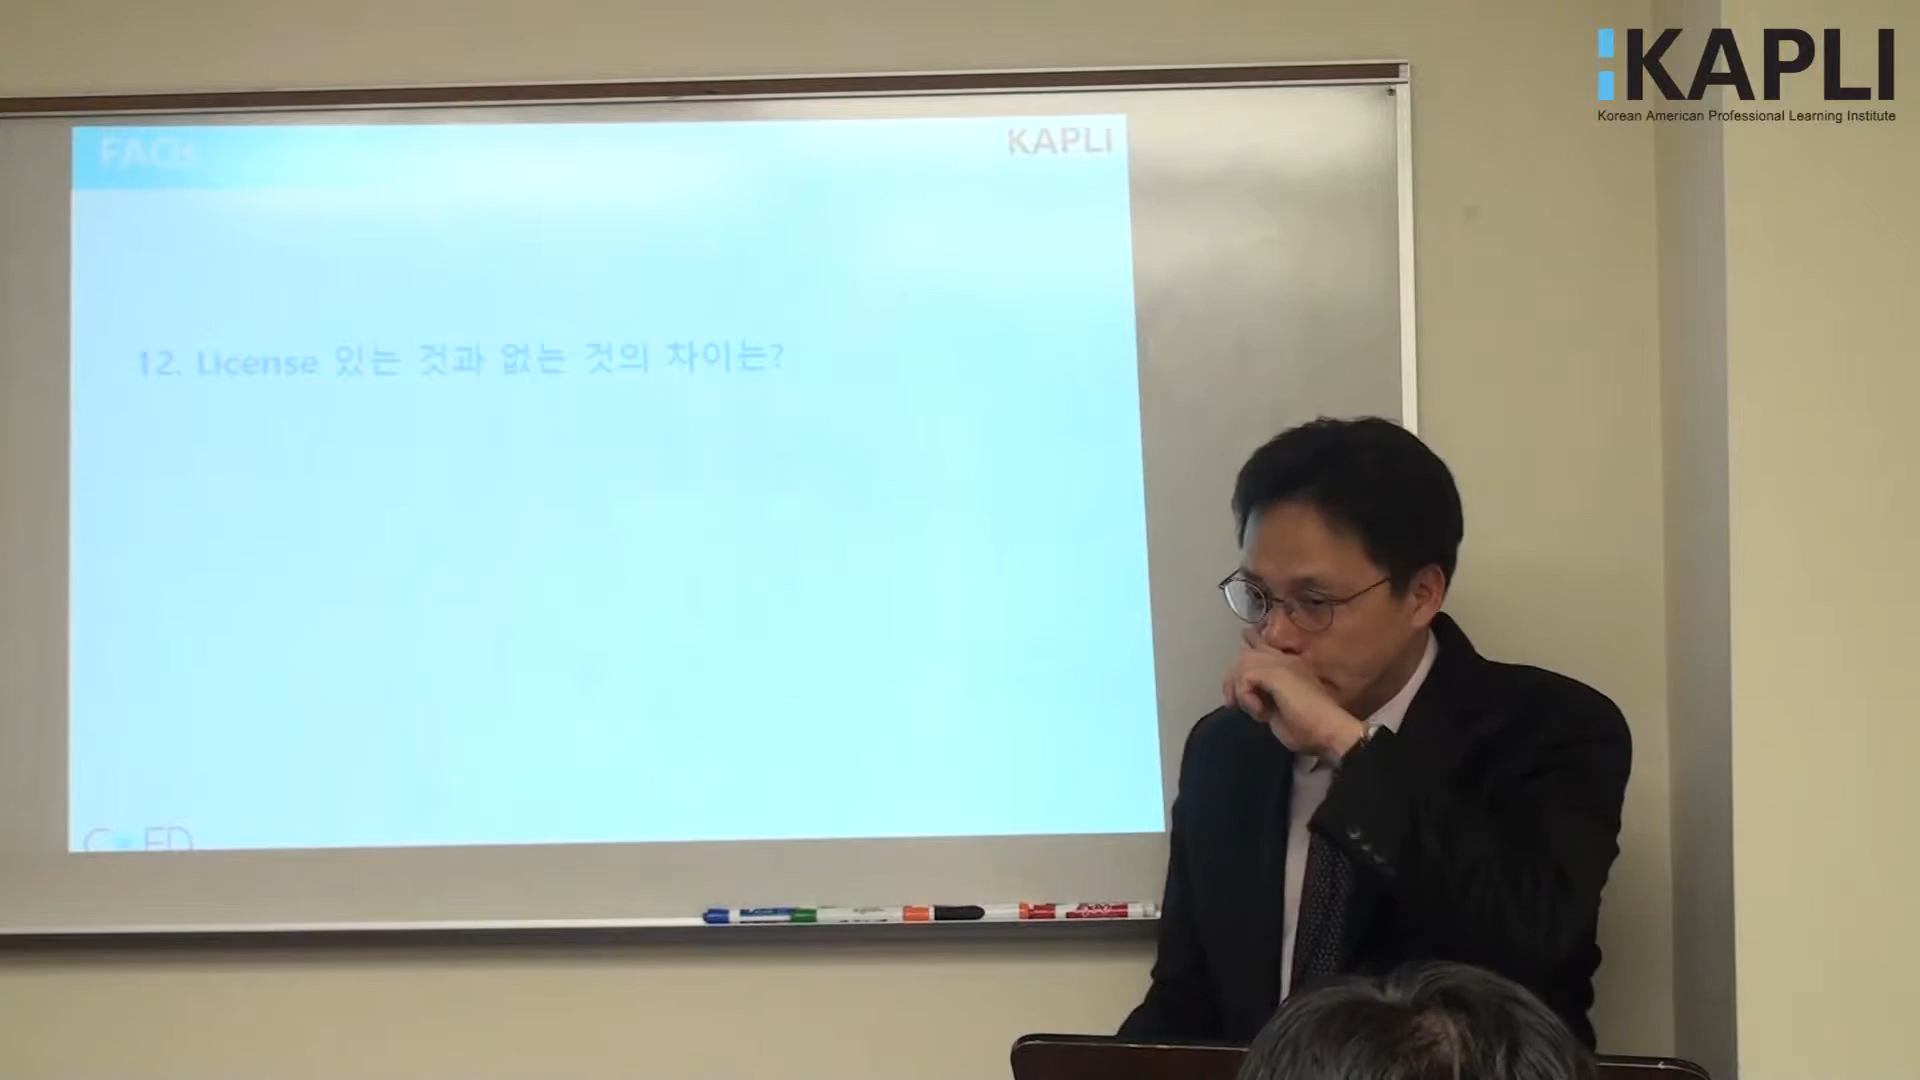 KAPLI
Korean American Professional Learning Institute
FAQs
KAPLI
12. License 있는 것과 없는 것의 차이는?